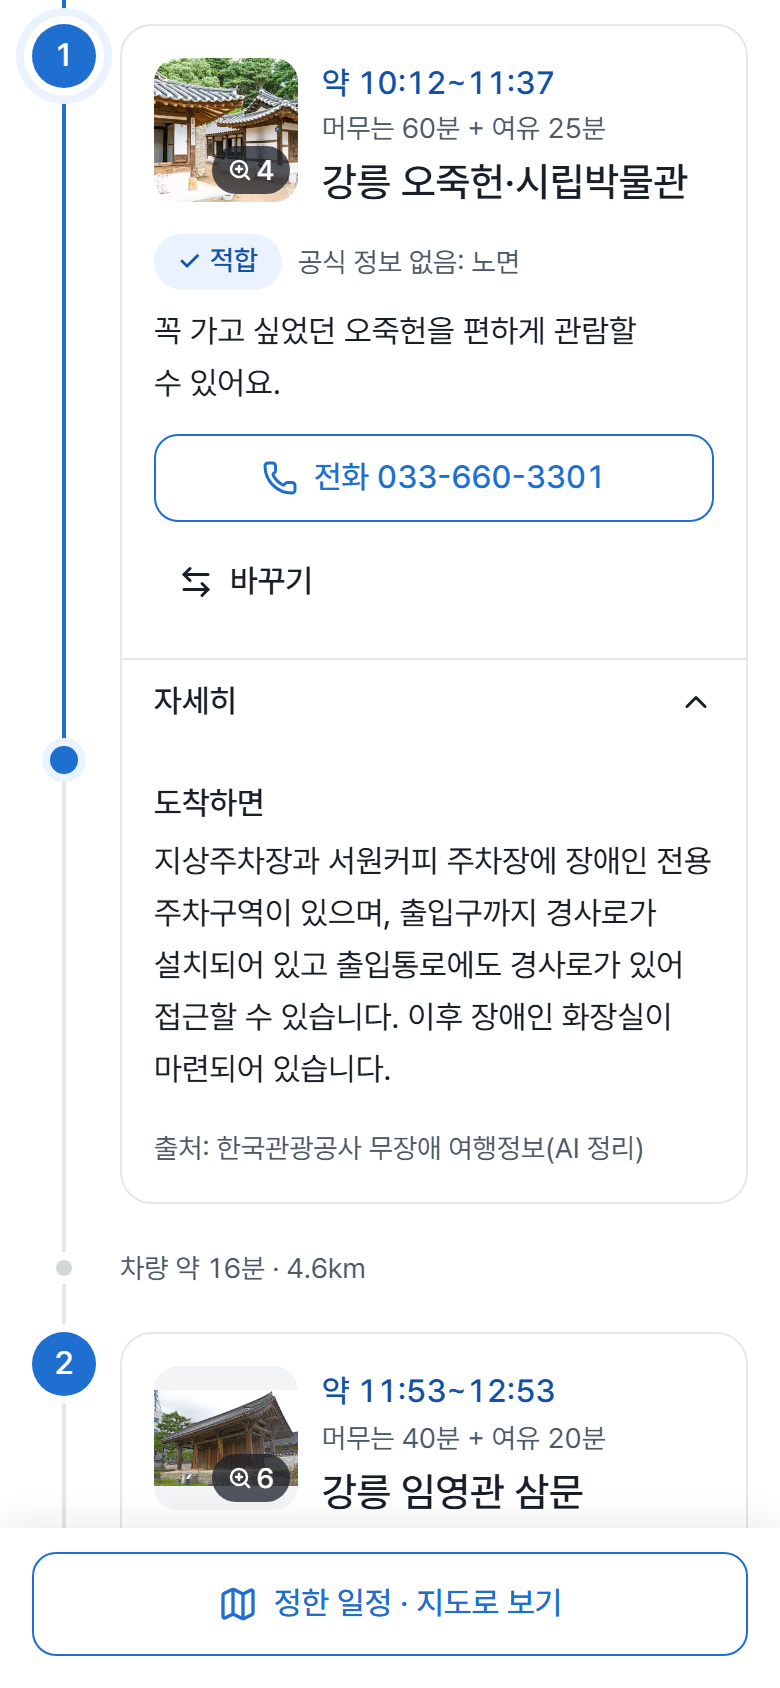 1
약 10:12~11:37
머무는 60분 + 여유 25분
강릉 오죽헌·시립박물관
4
적합
공식 정보 없음: 노면
꼭 가고 싶었던 오죽헌을 편하게 관람할
수 있어요.
전화 033-660-3301
바꾸기
자세히
도착하면
지상주차장과 서원커피 주차장에 장애인 전용
주차구역이 있으며, 출입구까지 경사로가
설치되어 있고 출입통로에도 경사로가 있어
접근할 수 있습니다. 이후 장애인 화장실이
마련되어 있습니다.
출처: 한국관광공사 무장애 여행정보(AI 정리)
차량 약 16분 · 4.6km
2
약 11:53~12:53
머무는 40분 + 여유 20분
강릉 임영관 삼문
6
정한 일정 · 지도로 보기